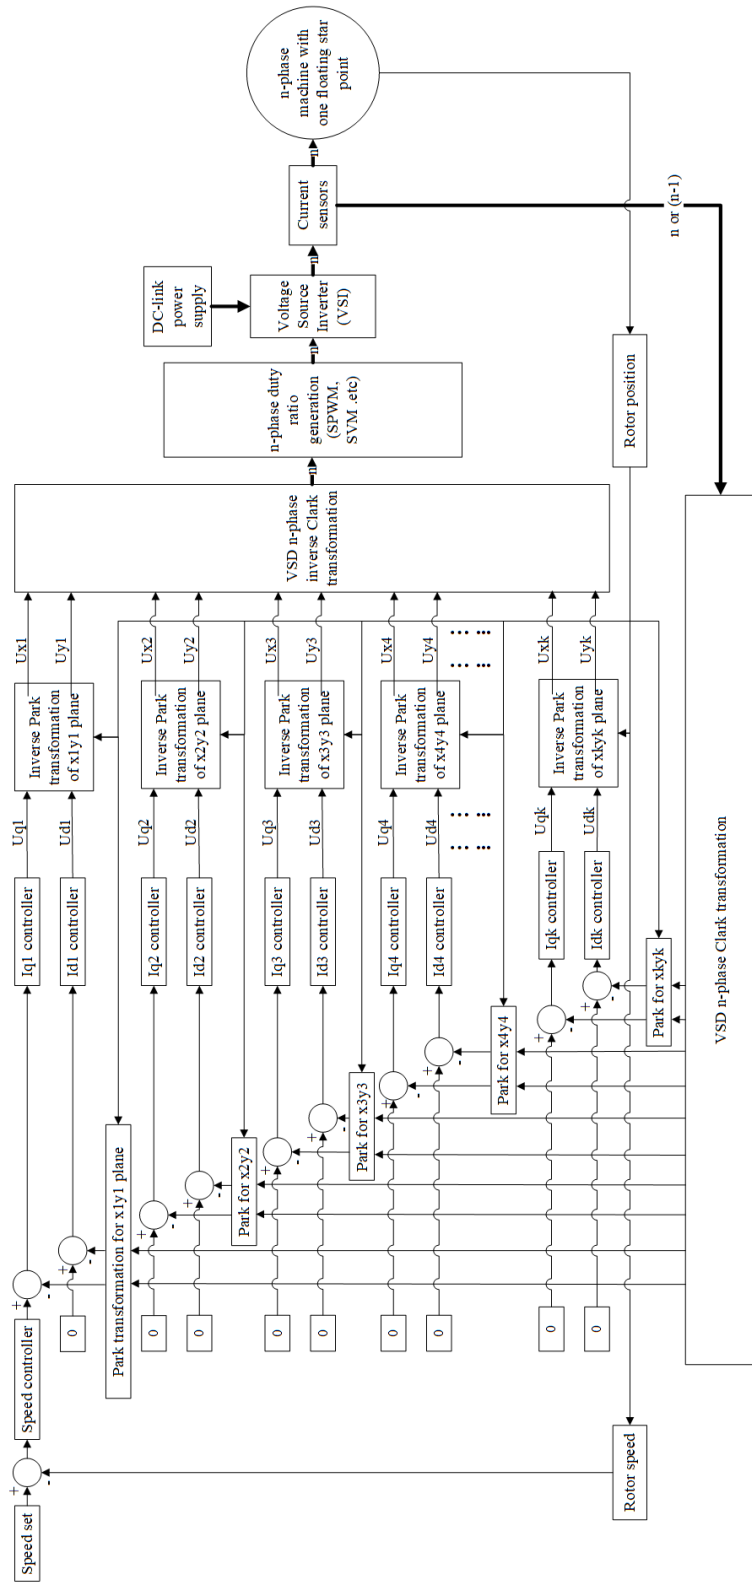 Speed set
+
-
Speed controller
+
-
Iq1 controller
Uq1
Inverse Park
transformation
of x1y1 plane
Ux1
Uy1
0
+
-
Id1 controller
Ud1
Park transformation for x1y1 plane
0
+
-
Iq2 controller
Uq2
Inverse Park
transformation
of x2y2 plane
Ux2
Uy2
0
+
-
Id2 controller
Ud2
Park for x2y2
0
+
-
Iq3 controller
Uq3
Inverse Park
transformation
of x3y3 plane
Ux3
Uy3
0
+
-
Id3 controller
Ud3
Park for x3y3
0
+
-
Iq4 controller
Uq4
Inverse Park
transformation
of x4y4 plane
Ux4
Uy4
0
+
-
Id4 controller
Ud4
Park for x4y4
... ...
... ...
... ...
... ...
0
+
-
Iqk controller
Uqk
Inverse Park
transformation
of xkyk plane
Uxk
Uyk
0
+
-
Idk controller
Udk
Park for xkyk
VSD n-phase
inverse Clark
transformation
n
n-phase duty
ratio
generation
(SPWM,
SVM .etc)
n
DC-link
power
supply
Voltage
Source
Inverter
(VSI)
n
Current
sensors
n
n-phase
machine with
one floating star
point
Rotor speed
Rotor position
n or (n-1)
VSD n-phase Clark transformation